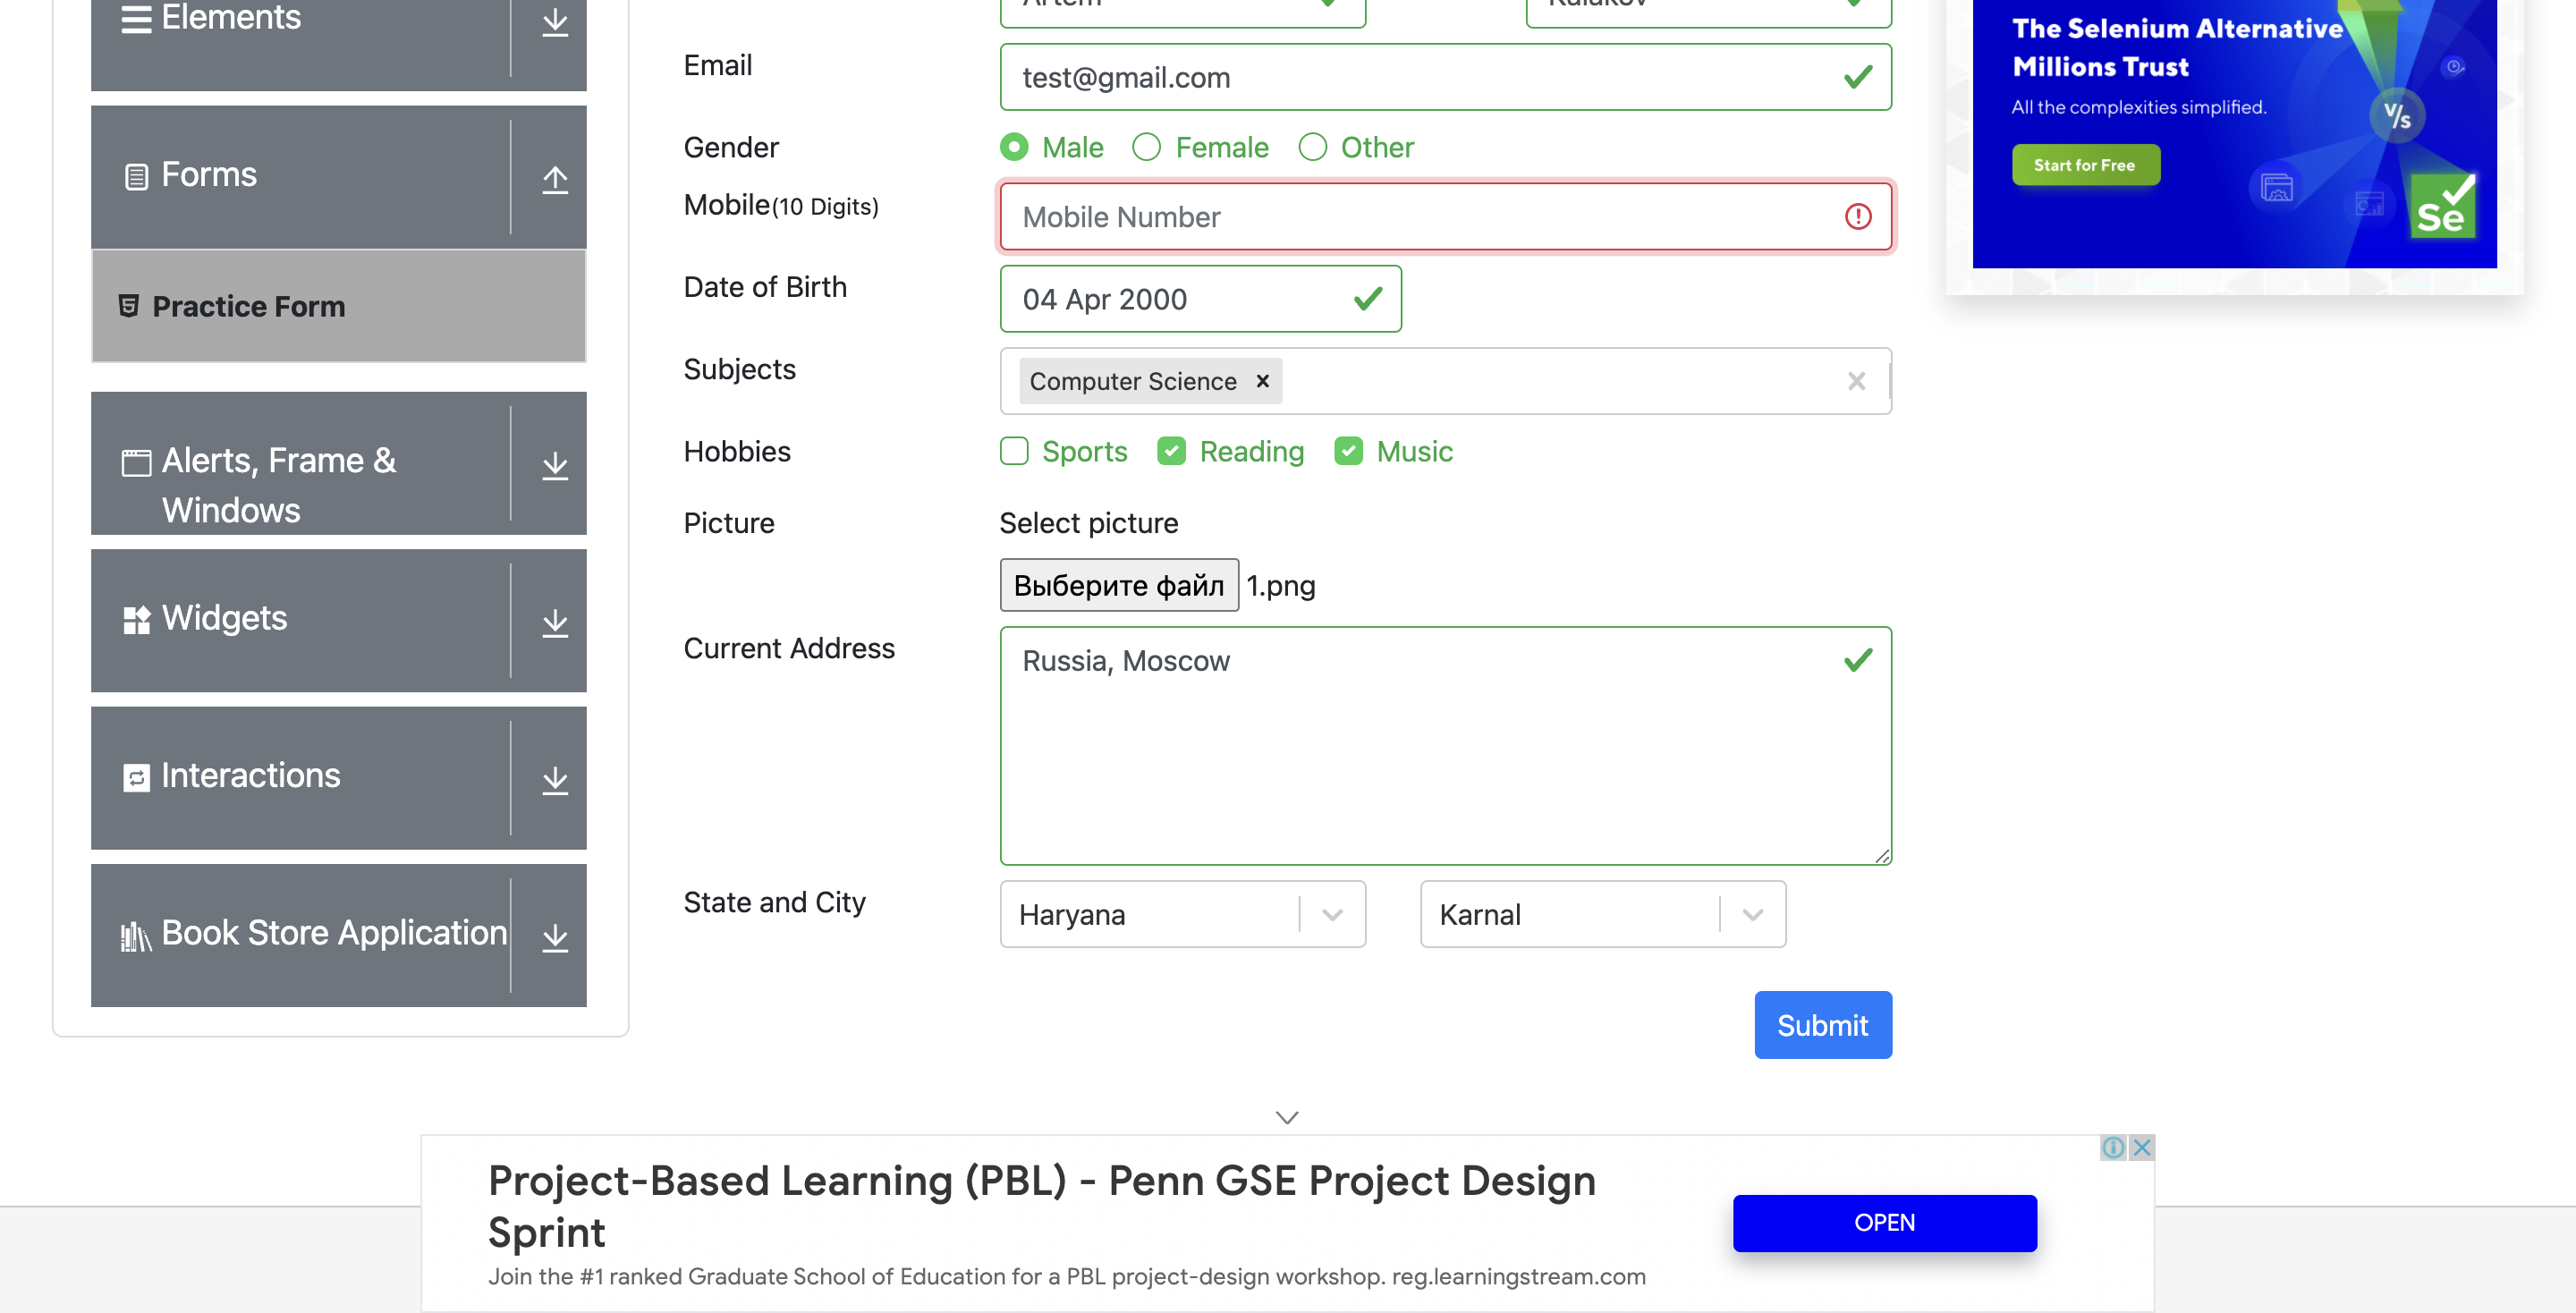 Elements
Forms
Practice Form
Alerts, Frame &
Windows
Widgets
Interactions
Book Store Application
Email
test@gmail.com
Gender
Male
Female
Other
Mobile(10 Digits)
Mobile Number
Date of Birth
04 Apr 2000
Subjects
Computer Science
Hobbies
Sports
Reading
Music
Picture
Select picture
Выберите файл 1.png
Current Address
Russia, Moscow
State and City
Haryana
Karnal
Submit
The Selenium Alternative
Millions Trust
All the complexities simplified.
Start for Free
V/s
Se
Project-Based Learning (PBL) - Penn GSE Project Design
Sprint
Join the #1 ranked Graduate School of Education for a PBL project-design workshop. reg.learningstream.com
OPEN